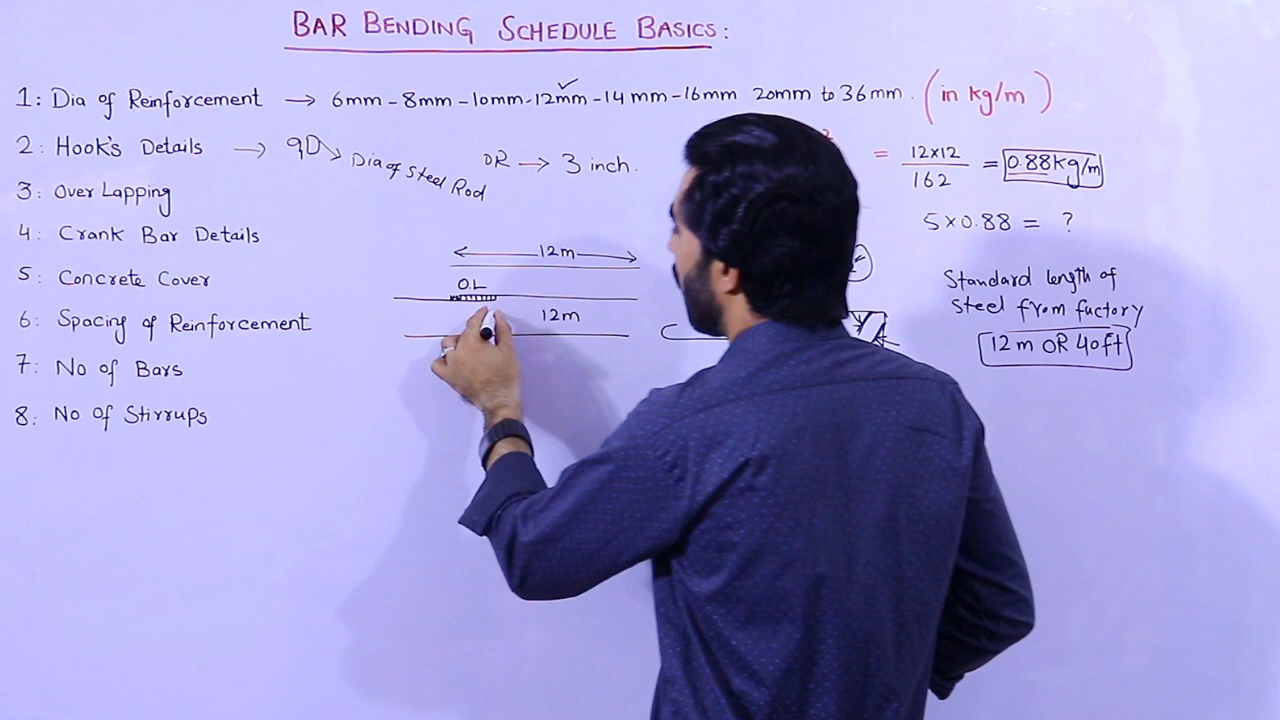 BAR BENDING SCHEDULE BASICS:
1: Dia of Reinforcement → 6mm - 8mm - 10mm - 12mm - 14mm - 16mm 20mm to 36mm. (in kg/m)
2: Hook's Details → 9D Dia of Steel Rod OR → 3 inch.
3: Over Lapping
4: Crank Bar Details
5: Concrete Cover
6: Spacing of Reinforcement
7: No of Bars
8: No of Stirrups
12m
O.L
12m
2
= 12×12 / 162 = 0.88kg/m
5×0.88 = ?
Standard length of
steel from factory
12m OR 40ft